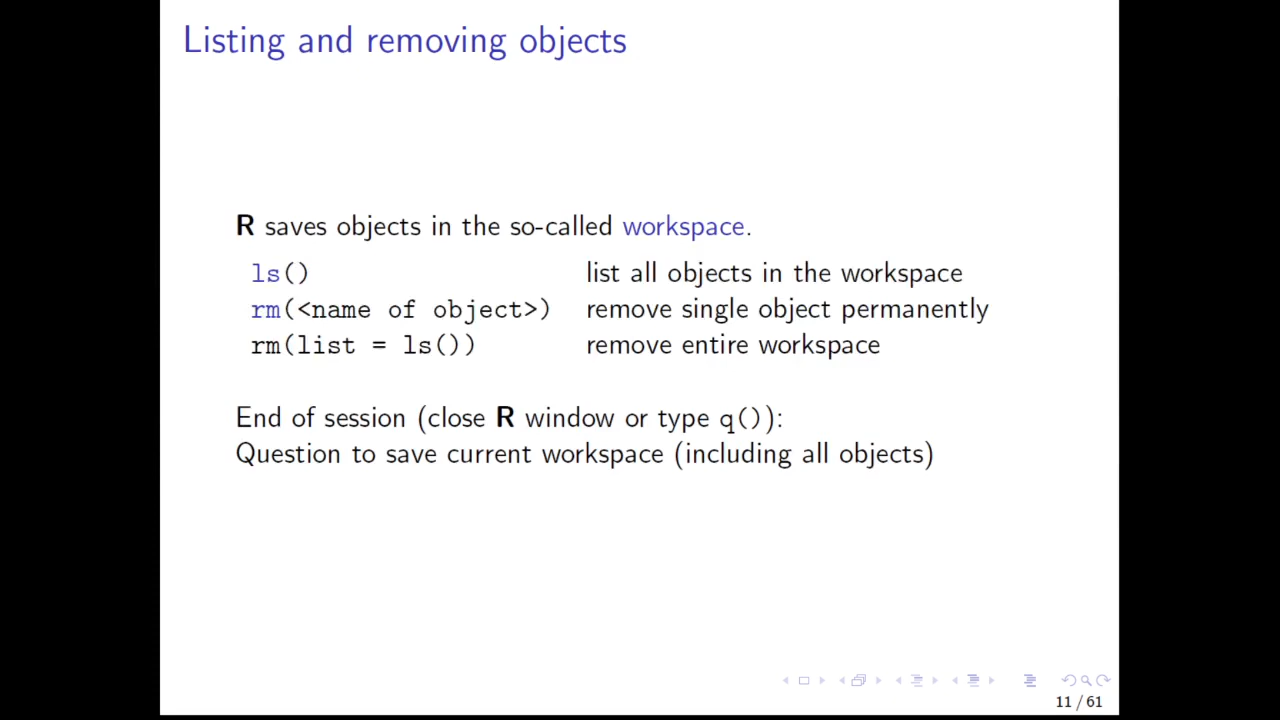 Listing and removing objects
R saves objects in the so-called workspace.
ls() list all objects in the workspace
rm(<name of object>) remove single object permanently
rm(list = ls()) remove entire workspace
End of session (close R window or type q()):
Question to save current workspace (including all objects)
11 / 61